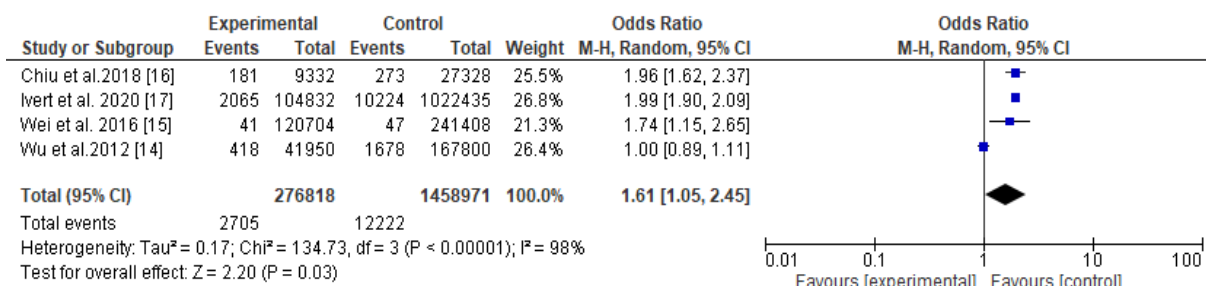 Experimental Control Odds Ratio Odds Ratio
Study or Subgroup Events Total Events Total Weight M-H, Random, 95% CI M-H, Random, 95% CI
Chiu et al.2018 [16] 181 9332 273 27328 25.5% 1.96 [1.62, 2.37]
Ivert et al. 2020 [17] 2065 104832 10224 1022435 26.8% 1.99 [1.90, 2.09]
Wei et al. 2016 [15] 41 120704 47 241408 21.3% 1.74 [1.15, 2.65]
Wu et al.2012 [14] 418 41950 1678 167800 26.4% 1.00 [0.89, 1.11]
Total (95% CI) 276818 1458971 100.0% 1.61 [1.05, 2.45]
Total events 2705 12222
Heterogeneity: Tau² = 0.17; Chi² = 134.73, df = 3 (P < 0.00001); I² = 98%
Test for overall effect: Z = 2.20 (P = 0.03)
0.01 0.1 1 10 100
Favours [experimental] Favours [control]